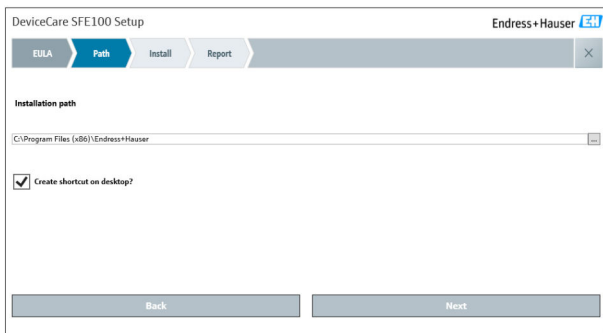 DeviceCare SFE100 Setup
Endress+Hauser EH
EULA Path Install Report
Installation path
C:\Program Files (x86)\Endress+Hauser
...
Create shortcut on desktop?
Back Next